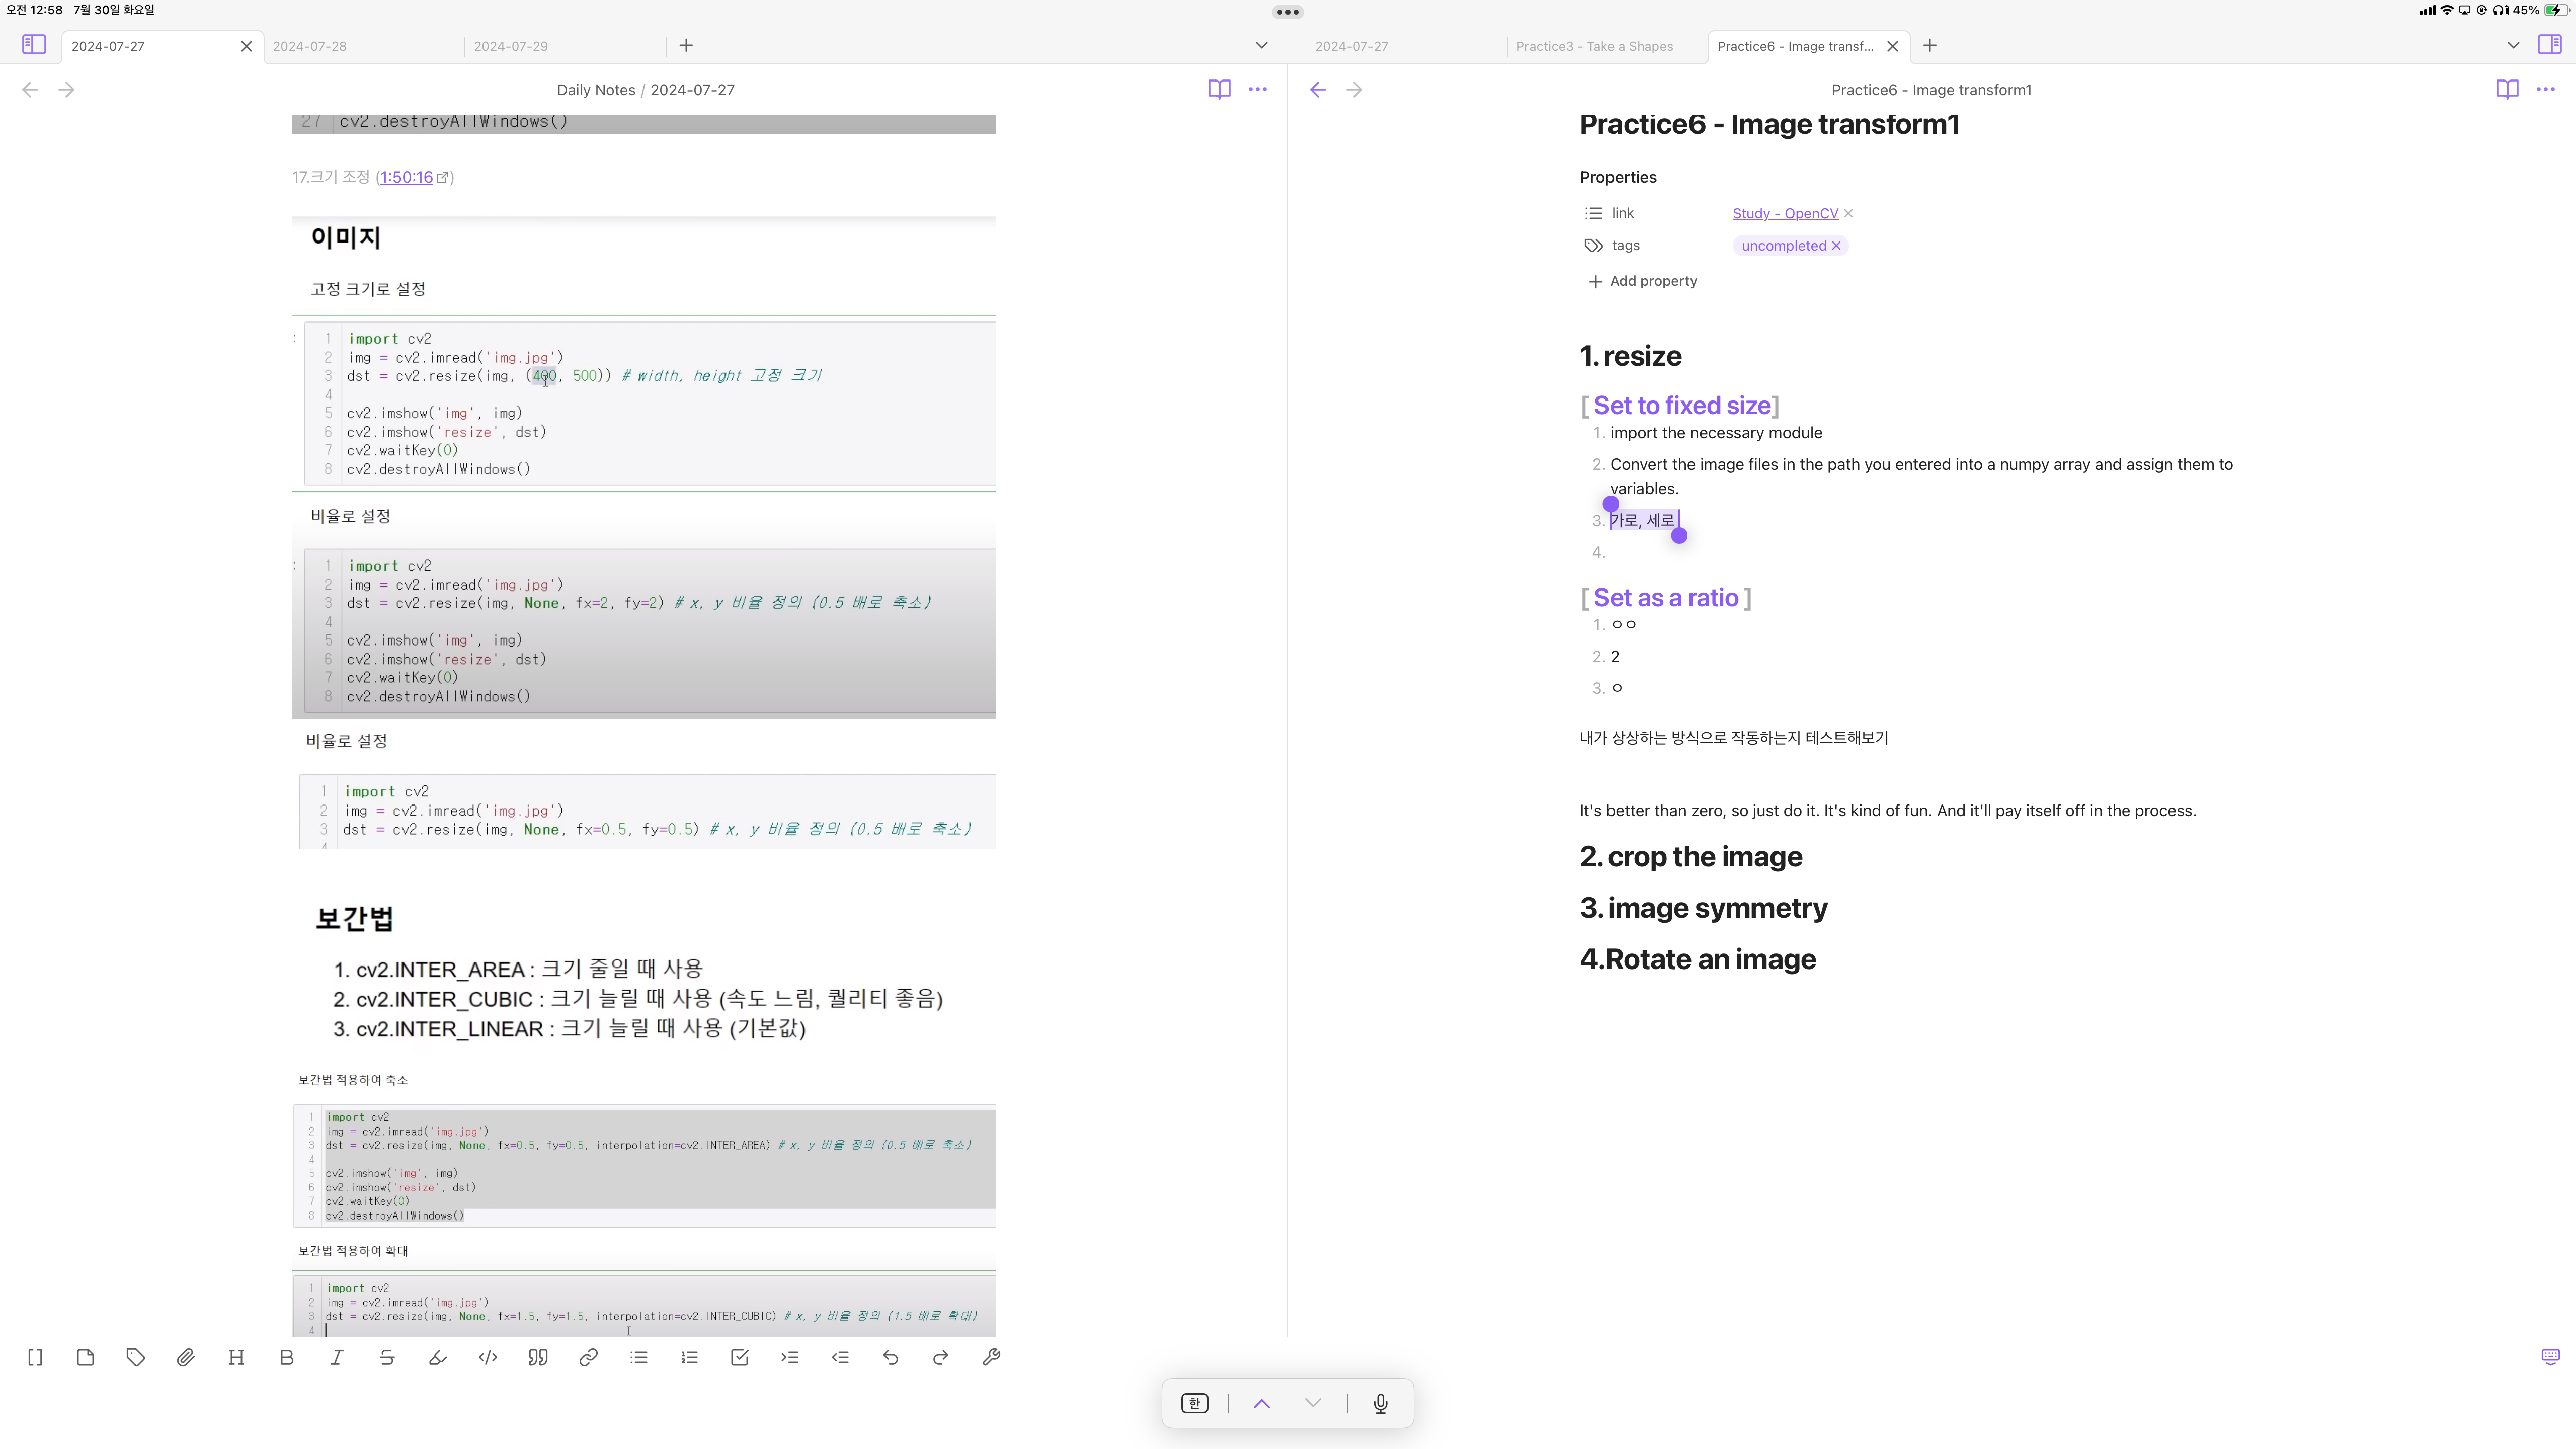 오전 12:58 7월 30일 화요일
45%
2024-07-27
2024-07-28
2024-07-29
Daily Notes / 2024-07-27
27 cv2.destroyAllWindows()
17.크기 조정 (1:50:16)
이미지
고정 크기로 설정
:
1 import cv2
2 img = cv2.imread('img.jpg')
3 dst = cv2.resize(img, (400, 500)) # width, height 고정 크기
4
5 cv2.imshow('img', img)
6 cv2.imshow('resize', dst)
7 cv2.waitKey(0)
8 cv2.destroyAllWindows()
비율로 설정
:
1 import cv2
2 img = cv2.imread('img.jpg')
3 dst = cv2.resize(img, None, fx=2, fy=2) # x, y 비율 정의 (0.5 배로 축소)
4
5 cv2.imshow('img', img)
6 cv2.imshow('resize', dst)
7 cv2.waitKey(0)
8 cv2.destroyAllWindows()
비율로 설정
1 import cv2
2 img = cv2.imread('img.jpg')
3 dst = cv2.resize(img, None, fx=0.5, fy=0.5) # x, y 비율 정의 (0.5 배로 축소)
4
보간법
1. cv2.INTER_AREA : 크기 줄일 때 사용
2. cv2.INTER_CUBIC : 크기 늘릴 때 사용 (속도 느림, 퀄리티 좋음)
3. cv2.INTER_LINEAR : 크기 늘릴 때 사용 (기본값)
보간법 적용하여 축소
1 import cv2
2 img = cv2.imread('img.jpg')
3 dst = cv2.resize(img, None, fx=0.5, fy=0.5, interpolation=cv2.INTER_AREA) # x, y 비율 정의 (0.5 배로 축소)
4
5 cv2.imshow('img', img)
6 cv2.imshow('resize', dst)
7 cv2.waitKey(0)
8 cv2.destroyAllWindows()
보간법 적용하여 확대
1 import cv2
2 img = cv2.imread('img.jpg')
3 dst = cv2.resize(img, None, fx=1.5, fy=1.5, interpolation=cv2.INTER_CUBIC) # x, y 비율 정의 (1.5 배로 확대)
4
2024-07-27
Practice3 - Take a Shapes
Practice6 - Image transf...
Practice6 - Image transform1
Practice6 - Image transform1
Properties
link Study - OpenCV
tags uncompleted
Add property
1. resize
[ Set to fixed size]
1. import the necessary module
2. Convert the image files in the path you entered into a numpy array and assign them to
variables.
3. 가로, 세로
4.
[ Set as a ratio ]
1. ㅇㅇ
2. 2
3. ㅇ
내가 상상하는 방식으로 작동하는지 테스트해보기
It's better than zero, so just do it. It's kind of fun. And it'll pay itself off in the process.
2. crop the image
3. image symmetry
4.Rotate an image
한